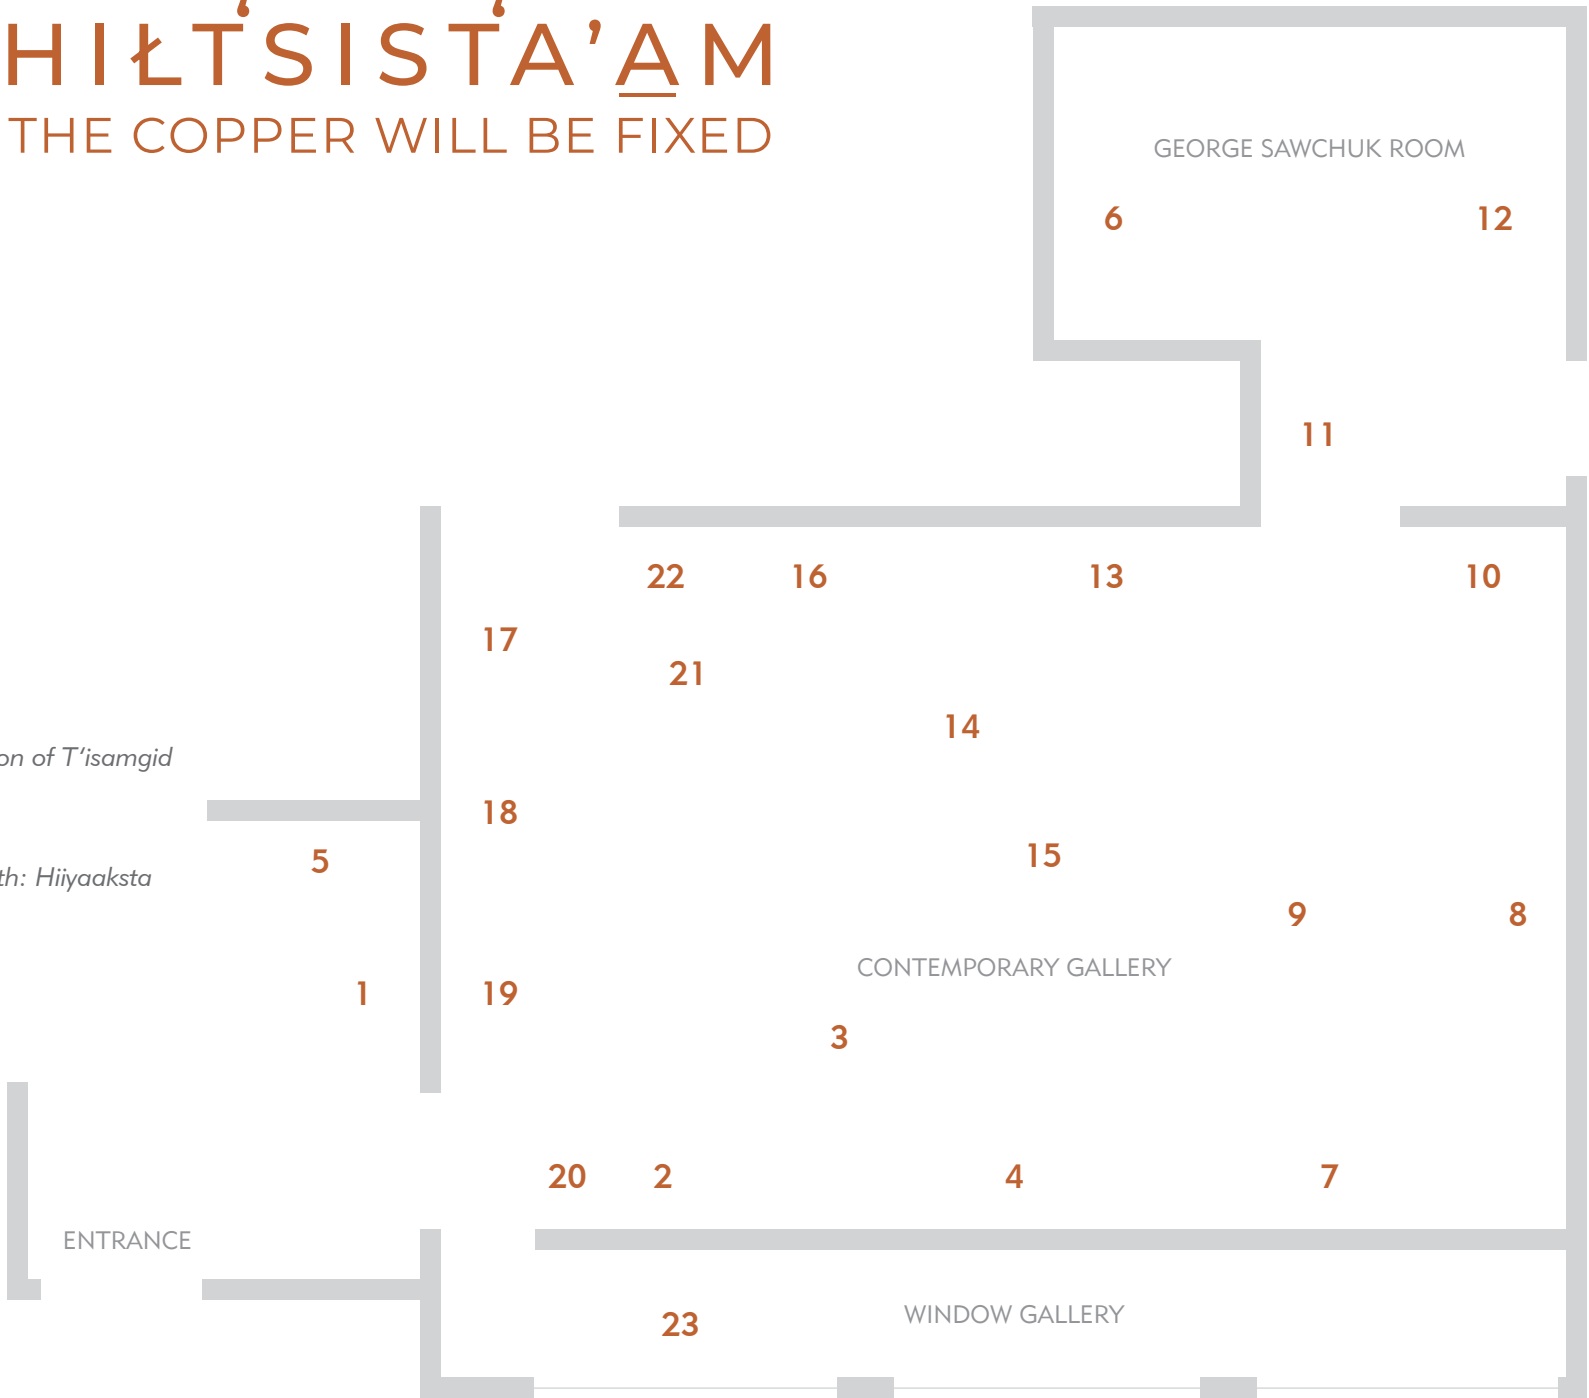 HIŁT̓SIST̓A’A̱M
THE COPPER WILL BE FIXED
GEORGE SAWCHUK ROOM
6 12
11
22 16 13 10
17
21
14
on of T’isamgid
18
15
5
th: Hiiyaaksta
9 8
CONTEMPORARY GALLERY
1 19
3
20 2 4 7
ENTRANCE
WINDOW GALLERY
23